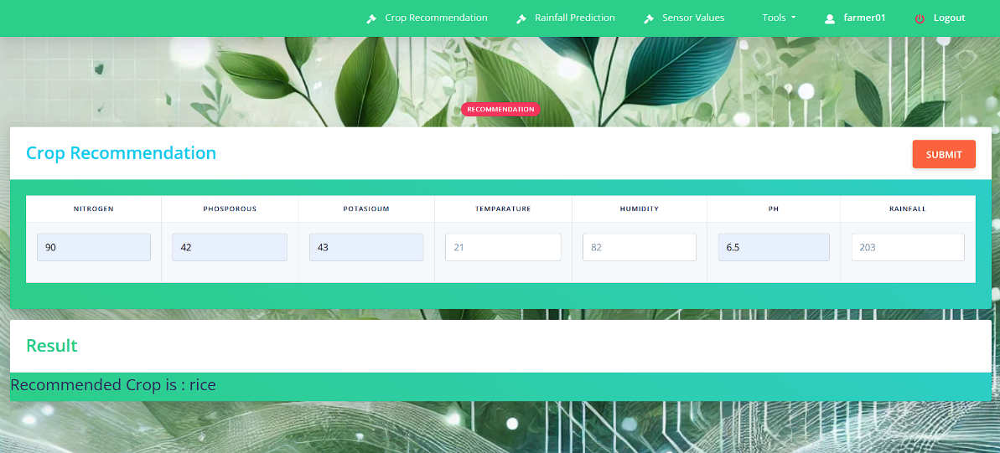 Crop Recommendation Rainfall Prediction Sensor Values Tools farmer01 Logout
RECOMMENDATION
Crop Recommendation SUBMIT
NITROGEN PHOSPOROUS POTASIOUM TEMPARATURE HUMIDITY PH RAINFALL
90 42 43 21 82 6.5 203
Result
Recommended Crop is : rice